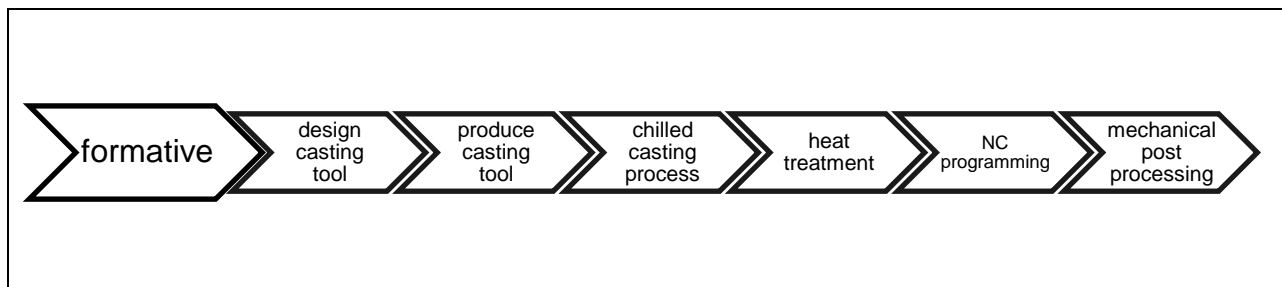 formative
design
casting
tool
produce
casting
tool
chilled
casting
process
heat
treatment
NC
programming
mechanical
post
processing